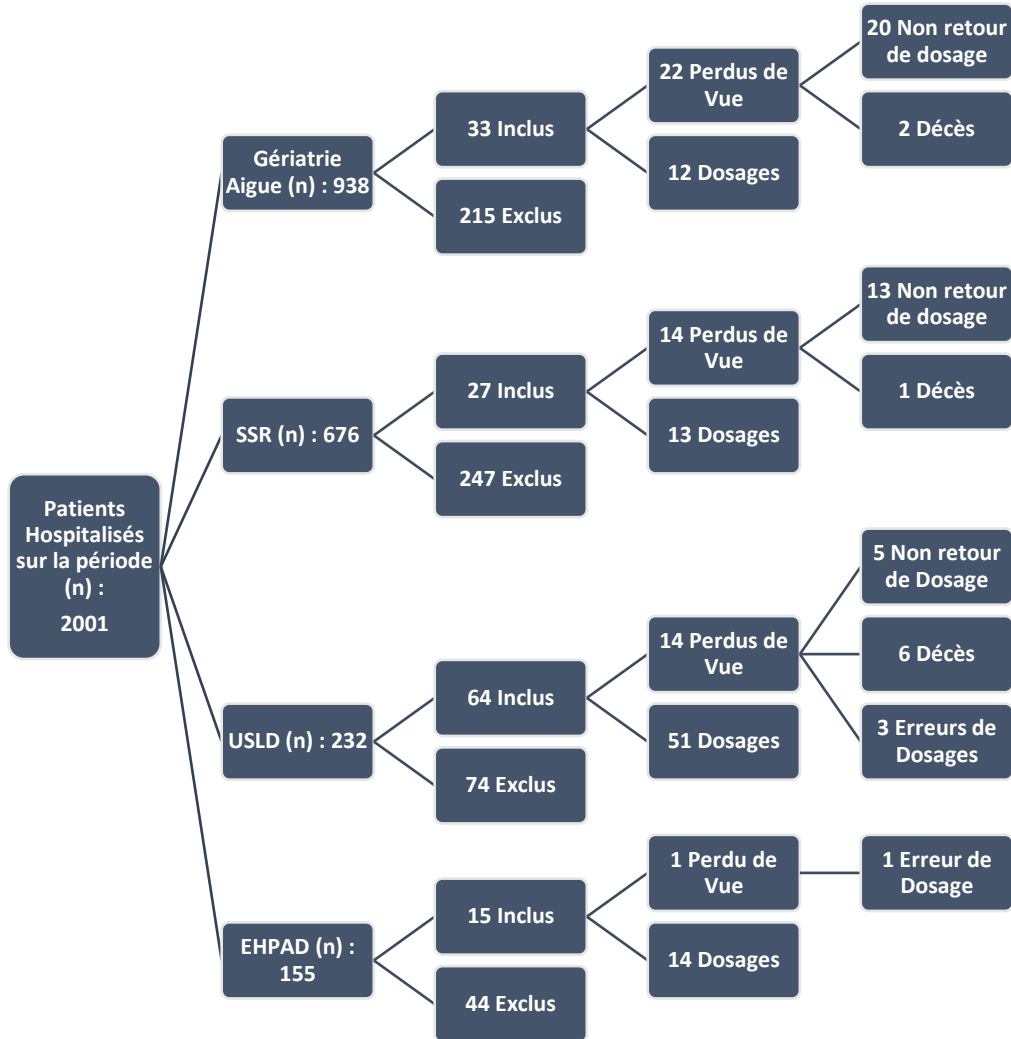 Patients
Hospitalisés
sur la période
(n) :
2001
Gériatrie
Aigue (n) : 938
33 Inclus
22 Perdus de
Vue
20 Non retour
de dosage
2 Décès
12 Dosages
215 Exclus
SSR (n) : 676
27 Inclus
14 Perdus de
Vue
13 Non retour
de dosage
1 Décès
13 Dosages
247 Exclus
USLD (n) : 232
64 Inclus
14 Perdus de
Vue
5 Non retour
de Dosage
6 Décès
3 Erreurs de
Dosages
51 Dosages
74 Exclus
EHPAD (n) :
155
15 Inclus
1 Perdu de
Vue
1 Erreur de
Dosage
14 Dosages
44 Exclus